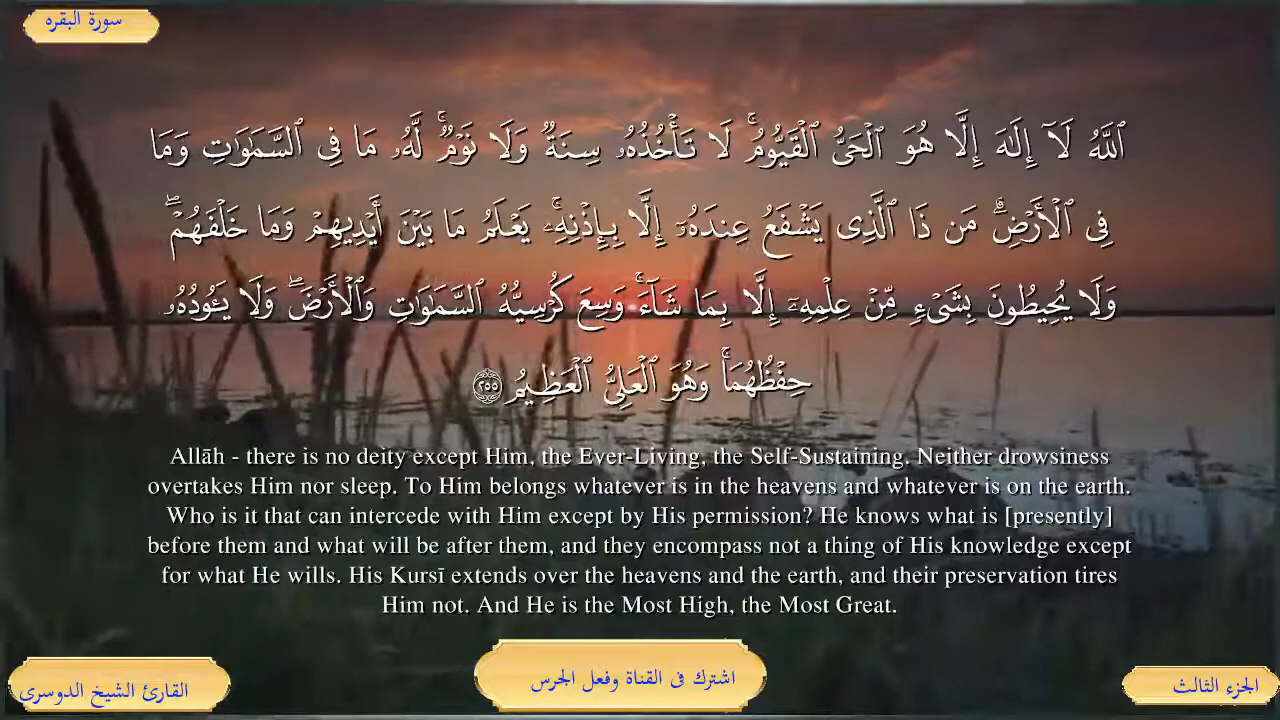 سورة البقره
ٱللَّهُ لَآ إِلَٰهَ إِلَّا هُوَ ٱلْحَىُّ ٱلْقَيُّومُ ۚ لَا تَأْخُذُهُۥ سِنَةٌ وَلَا نَوْمٌ ۚ لَّهُۥ مَا فِى ٱلسَّمَٰوَٰتِ وَمَا
فِى ٱلْأَرْضِ ۗ مَن ذَا ٱلَّذِى يَشْفَعُ عِندَهُۥٓ إِلَّا بِإِذْنِهِۦ ۚ يَعْلَمُ مَا بَيْنَ أَيْدِيهِمْ وَمَا خَلْفَهُمْ ۖ
وَلَا يُحِيطُونَ بِشَىْءٍ مِّنْ عِلْمِهِۦٓ إِلَّا بِمَا شَآءَ ۚ وَسِعَ كُرْسِيُّهُ ٱلسَّمَٰوَٰتِ وَٱلْأَرْضَ ۖ وَلَا يَـُٔودُهُۥ
حِفْظُهُمَا ۚ وَهُوَ ٱلْعَلِىُّ ٱلْعَظِيمُ ٢٥٥
Allāh - there is no deity except Him, the Ever-Living, the Self-Sustaining. Neither drowsiness
overtakes Him nor sleep. To Him belongs whatever is in the heavens and whatever is on the earth.
Who is it that can intercede with Him except by His permission? He knows what is [presently]
before them and what will be after them, and they encompass not a thing of His knowledge except
for what He wills. His Kursī extends over the heavens and the earth, and their preservation tires
Him not. And He is the Most High, the Most Great.
الجزء الثالث
اشترك فى القناة وفعل الجرس
القارئ الشيخ الدوسرى